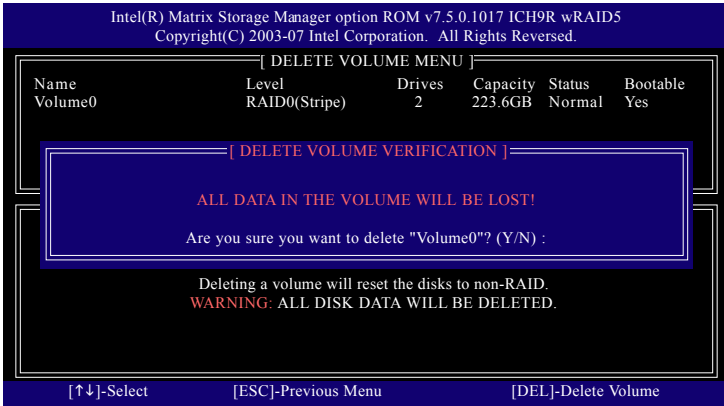 Intel(R) Matrix Storage Manager option ROM v7.5.0.1017 ICH9R wRAID5
Copyright(C) 2003-07 Intel Corporation. All Rights Reversed.
[ DELETE VOLUME MENU ]
Name Level Drives Capacity Status Bootable
Volume0 RAID0(Stripe) 2 223.6GB Normal Yes
[ DELETE VOLUME VERIFICATION ]
ALL DATA IN THE VOLUME WILL BE LOST!
Are you sure you want to delete "Volume0"? (Y/N) :
Deleting a volume will reset the disks to non-RAID.
WARNING: ALL DISK DATA WILL BE DELETED.
[↑↓]-Select [ESC]-Previous Menu [DEL]-Delete Volume